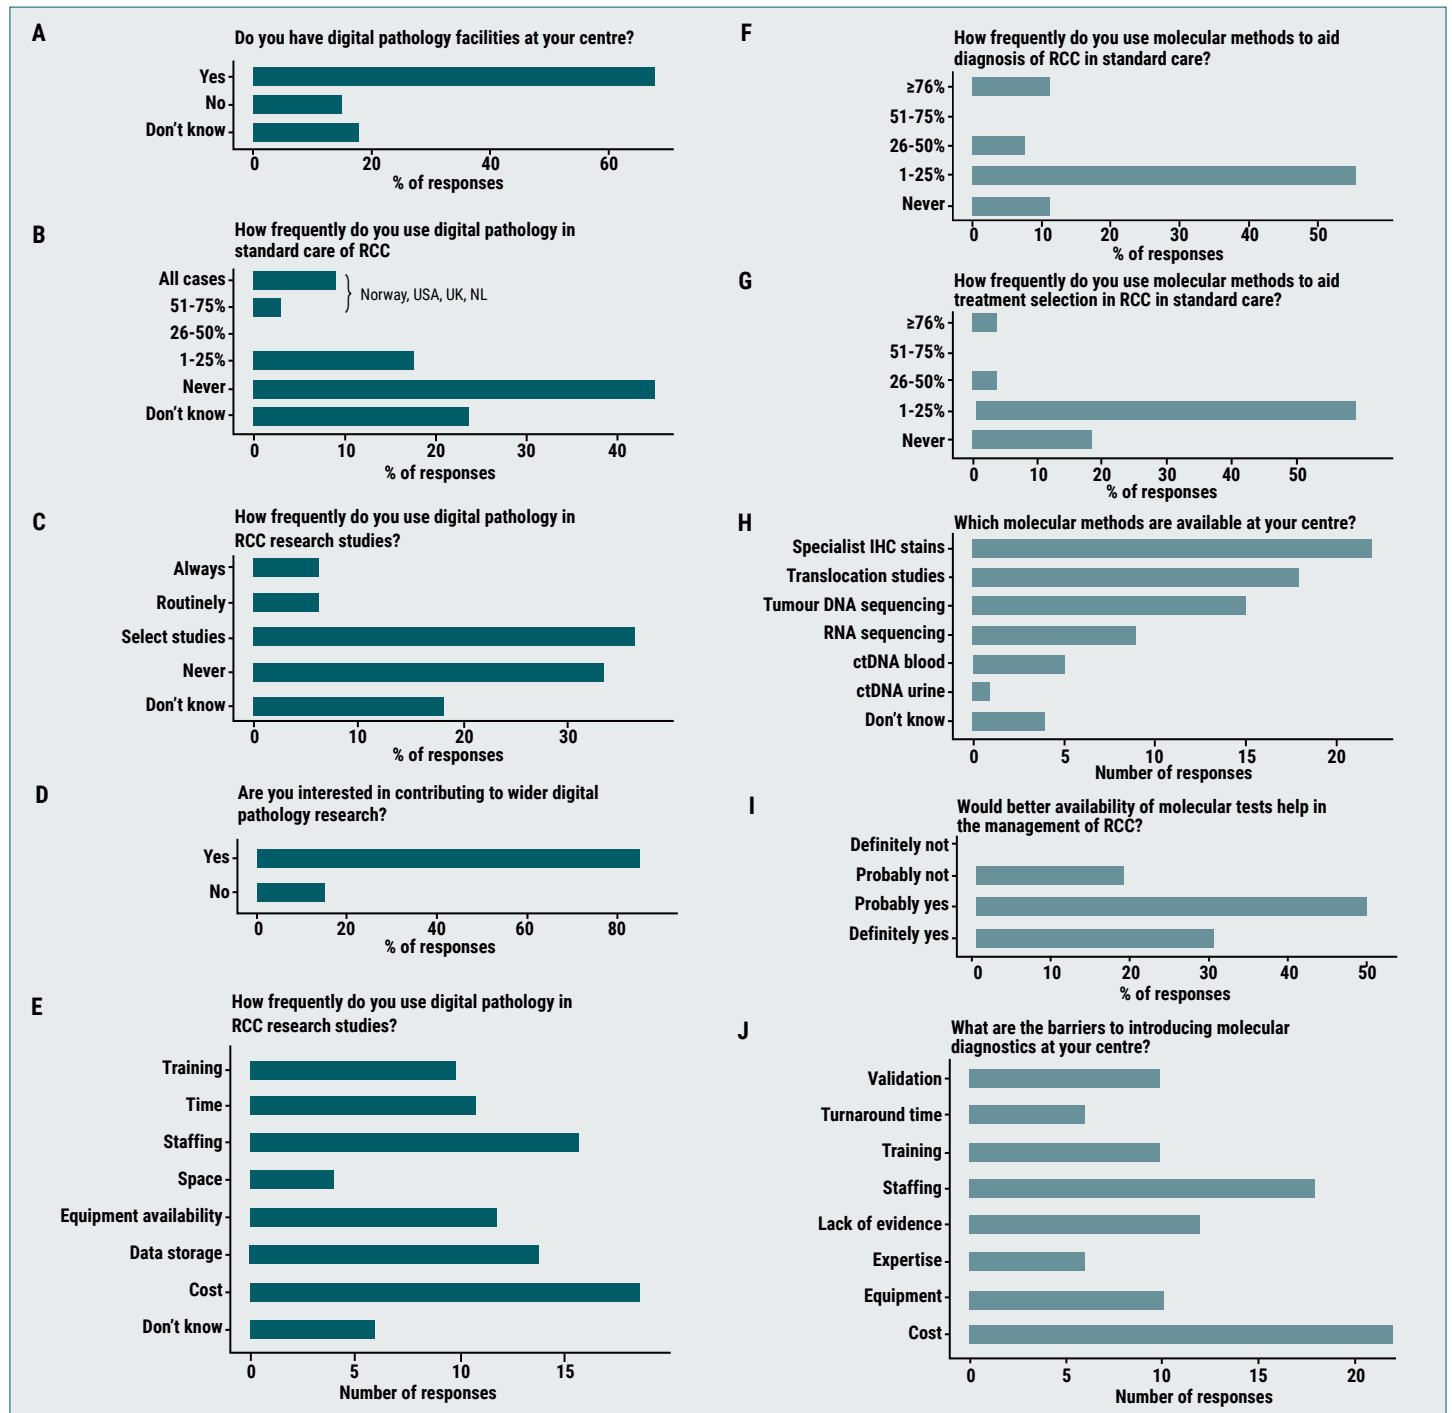 A
Do you have digital pathology facilities at your centre?
Yes
No
Don't know
0 20 40 60
% of responses
B
How frequently do you use digital pathology in
standard care of RCC
All cases
51-75%
26-50%
1-25%
Never
Don't know
Norway, USA, UK, NL
0 10 20 30 40
% of responses
C
How frequently do you use digital pathology in
RCC research studies?
Always
Routinely
Select studies
Never
Don't know
0 10 20 30
% of responses
D
Are you interested in contributing to wider digital
pathology research?
Yes
No
0 20 40 60 80
% of responses
E
How frequently do you use digital pathology in
RCC research studies?
Training
Time
Staffing
Space
Equipment availability
Data storage
Cost
Don't know
0 5 10 15
Number of responses
F
How frequently do you use molecular methods to aid
diagnosis of RCC in standard care?
≥76%
51-75%
26-50%
1-25%
Never
0 10 20 30 40 50
% of responses
G
How frequently do you use molecular methods to aid
treatment selection in RCC in standard care?
≥76%
51-75%
26-50%
1-25%
Never
0 10 20 30 40 50
% of responses
H
Which molecular methods are available at your centre?
Specialist IHC stains
Translocation studies
Tumour DNA sequencing
RNA sequencing
ctDNA blood
ctDNA urine
Don't know
0 5 10 15 20
Number of responses
I
Would better availability of molecular tests help in
the management of RCC?
Definitely not
Probably not
Probably yes
Definitely yes
0 10 20 30 40 50
% of responses
J
What are the barriers to introducing molecular
diagnostics at your centre?
Validation
Turnaround time
Training
Staffing
Lack of evidence
Expertise
Equipment
Cost
0 5 10 15 20
Number of responses